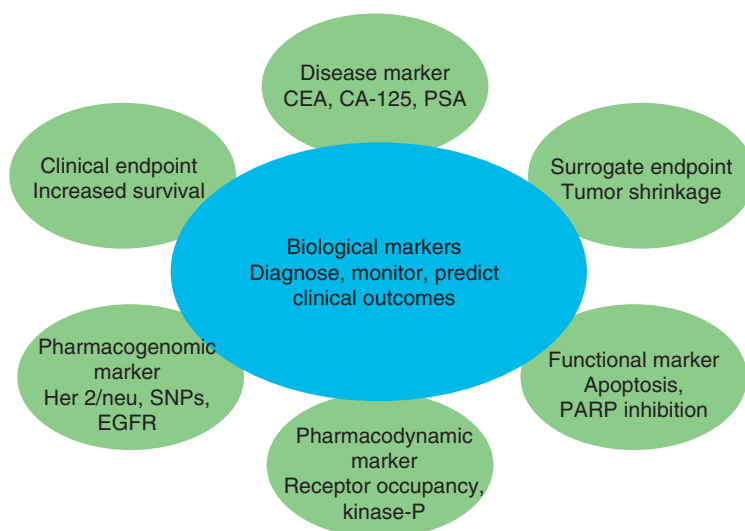 Disease marker
CEA, CA-125, PSA
Clinical endpoint
Increased survival
Surrogate endpoint
Tumor shrinkage
Biological markers
Diagnose, monitor, predict
clinical outcomes
Pharmacogenomic
marker
Her 2/neu, SNPs,
EGFR
Functional marker
Apoptosis,
PARP inhibition
Pharmacodynamic
marker
Receptor occupancy,
kinase-P